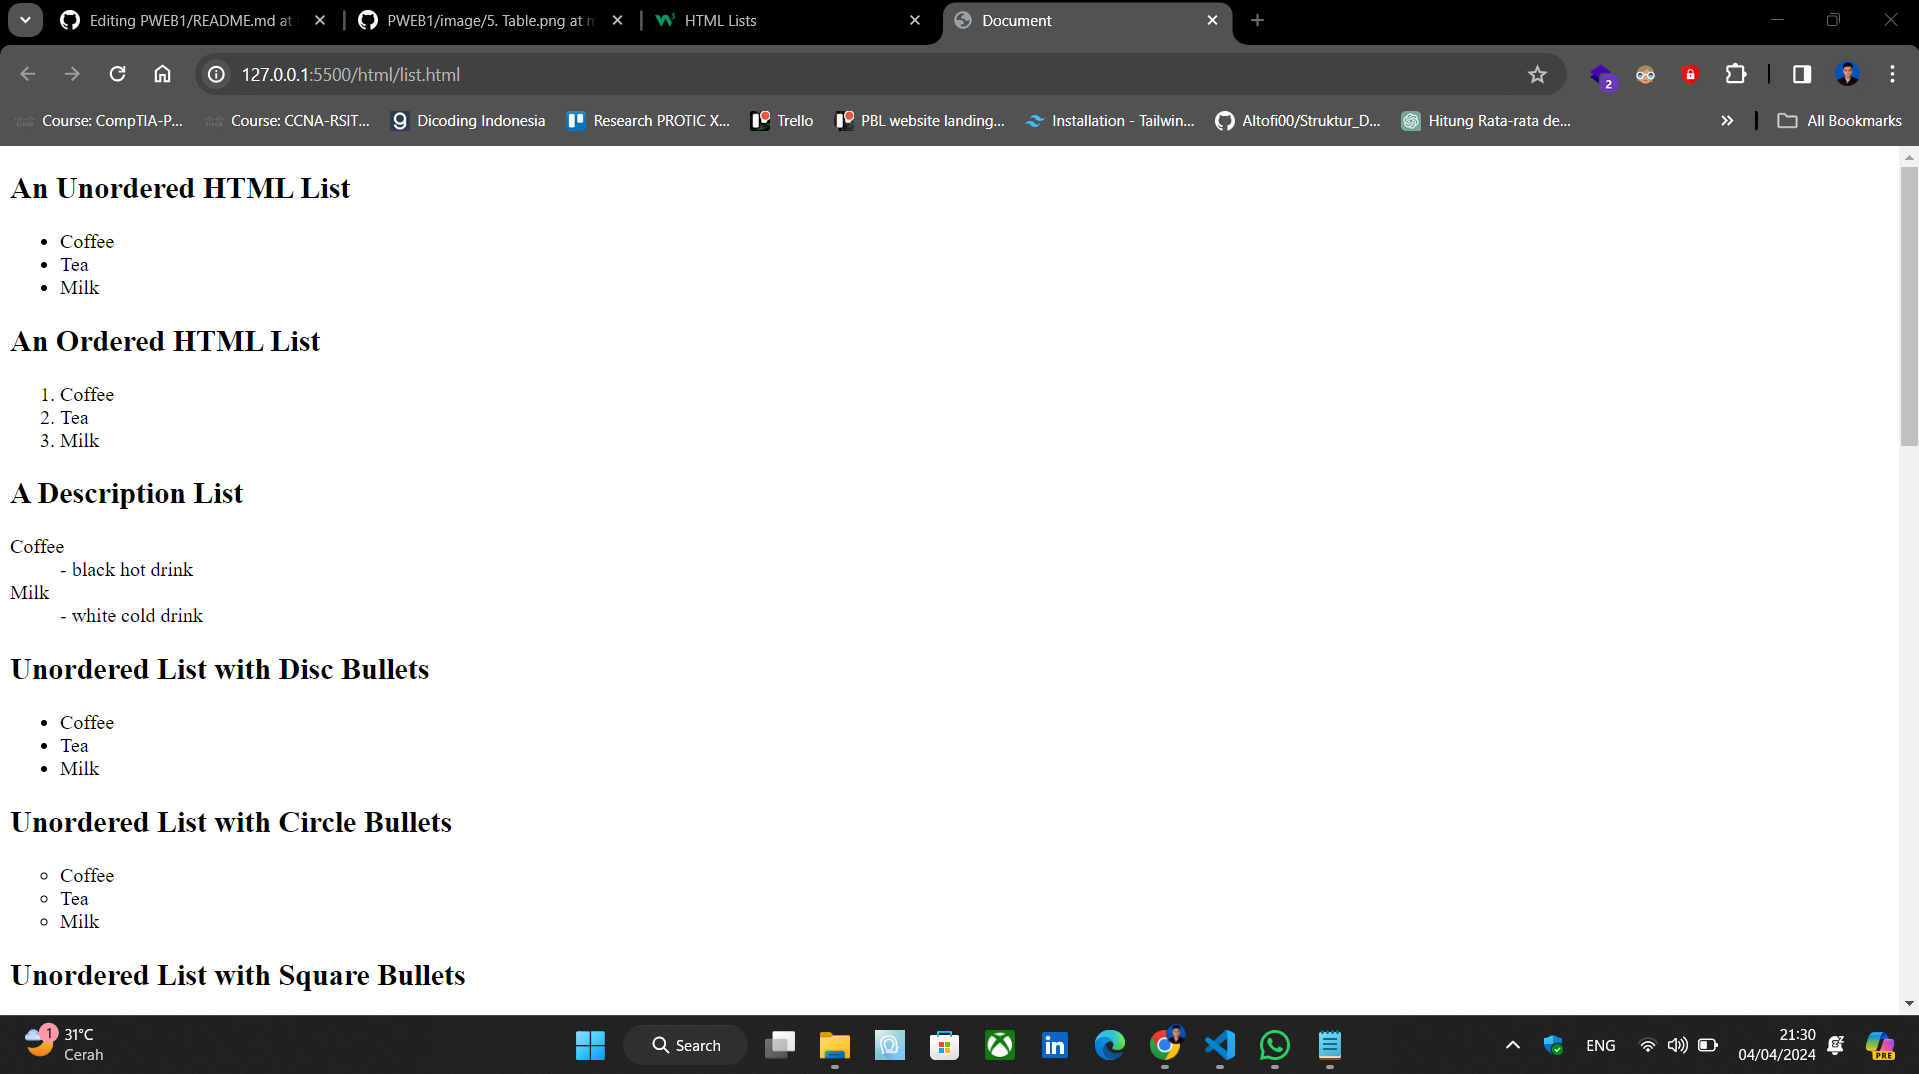 Editing PWEB1/README.md at
PWEB1/image/5. Table.png at
HTML Lists
Document
127.0.0.1:5500/html/list.html
2
Course: CompTIA-P...
Course: CCNA-RSIT...
Dicoding Indonesia
Research PROTIC X...
Trello
PBL website landing...
Installation - Tailwin...
Altofi00/Struktur_D...
Hitung Rata-rata de...
All Bookmarks
An Unordered HTML List
• Coffee
• Tea
• Milk
An Ordered HTML List
1. Coffee
2. Tea
3. Milk
A Description List
Coffee
- black hot drink
Milk
- white cold drink
Unordered List with Disc Bullets
• Coffee
• Tea
• Milk
Unordered List with Circle Bullets
◦ Coffee
◦ Tea
◦ Milk
Unordered List with Square Bullets
1
31°C
Cerah
Search
ENG
21:30
04/04/2024
PRE